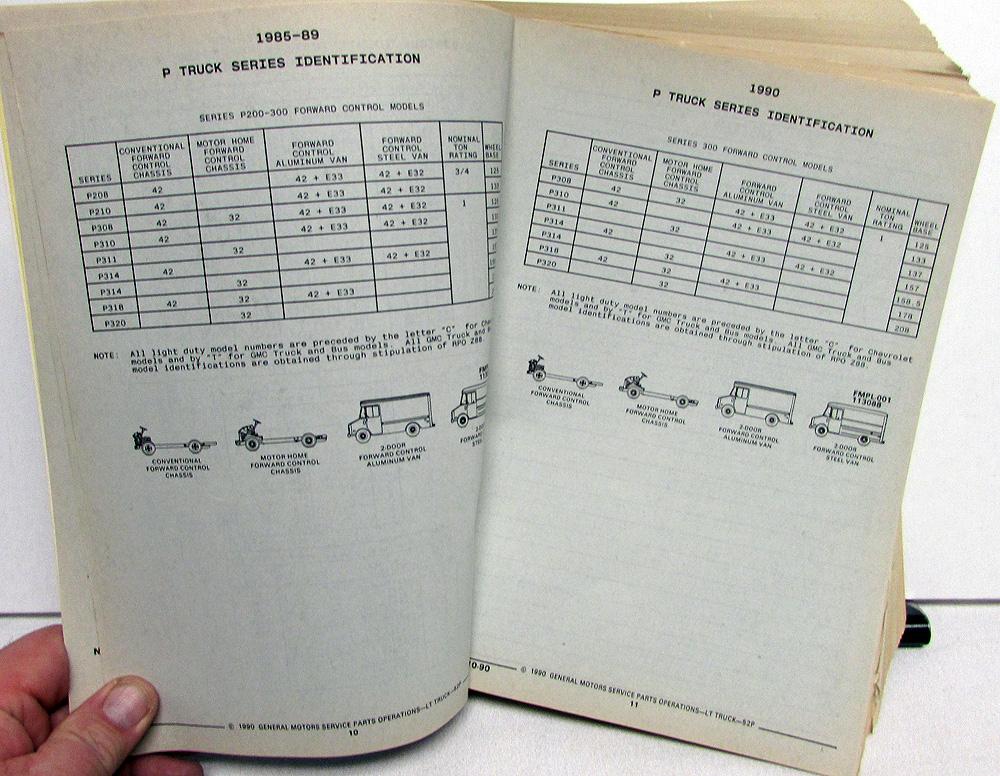 1985-89
P TRUCK SERIES IDENTIFICATION
SERIES P200-300 FORWARD CONTROL MODELS
SERIES CONVENTIONAL FORWARD CONTROL CHASSIS MOTOR HOME FORWARD CONTROL CHASSIS FORWARD CONTROL ALUMINUM VAN FORWARD CONTROL STEEL VAN NOMINAL TON RATING WHEEL BASE
P208 42 42 + E33 42 + E32 3/4 125
P210 42 42 + E33 42 + E32
P308 42 32 42 + E33 42 + E32 1
P310 42 42 + E33 42 + E32
P311 32
P314 42 42 + E33 42 + E32
P314 32
P318 42 32 42 + E33
P320 32
NOTE: All light duty model numbers are preceded by the letter "C" for
models and by "T" for GMC Truck and Bus models. All GMC Truck and
model identifications are obtained through stipulation of RPO Z88.
CONVENTIONAL
FORWARD CONTROL
CHASSIS
MOTOR HOME
FORWARD CONTROL
CHASSIS
2-DOOR
FORWARD CONTROL
ALUMINUM VAN
N
© 1990 GENERAL MOTORS SERVICE PARTS OPERATIONS—LT TRUCK—52P
10
1990
P TRUCK SERIES IDENTIFICATION
SERIES 300 FORWARD CONTROL MODELS
SERIES CONVENTIONAL FORWARD CONTROL CHASSIS MOTOR HOME FORWARD CONTROL CHASSIS FORWARD CONTROL ALUMINUM VAN FORWARD CONTROL STEEL VAN NOMINAL TON RATING WHEEL BASE
P308 42 32 42 + E33 42 + E32 1 125
P310 42 42 + E33 42 + E32 133
P311 32 137
P314 42 42 + E33 42 + E32 157
P314 32 158.5
P318 42 32 42 + E33 178
P320 32 208
NOTE: All light duty model numbers are preceded by the letter "C" for Chevrolet
models and by "T" for GMC Truck and Bus models. All GMC Truck and Bus
model identifications are obtained through stipulation of RPO Z88.
FMPL-001
113088
CONVENTIONAL
FORWARD CONTROL
CHASSIS
MOTOR HOME
FORWARD CONTROL
CHASSIS
2-DOOR
FORWARD CONTROL
ALUMINUM VAN
2-DOOR
FORWARD CONTROL
STEEL VAN
10-90 © 1990 GENERAL MOTORS SERVICE PARTS OPERATIONS—LT TRUCK—52P
11